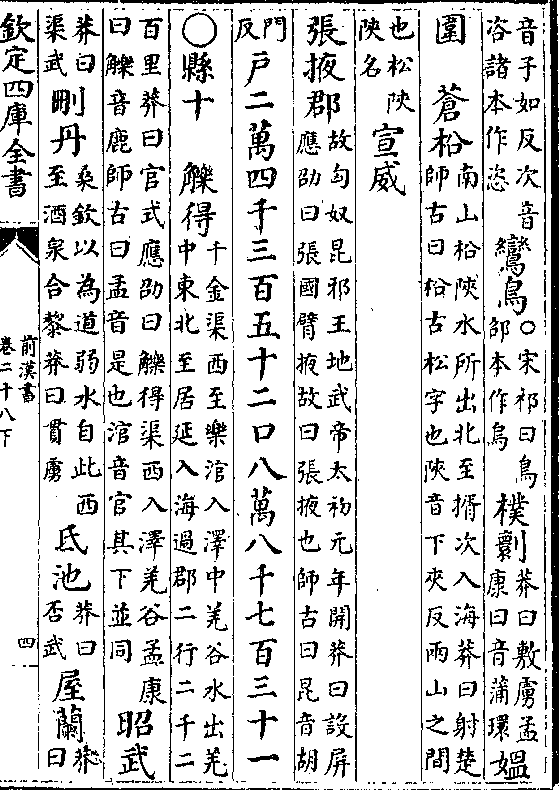 音子如反次音洛諸本作恣鸞鳥○宋祁曰鳥邵本作烏樸㔄莽曰敷虜孟康曰音蒲環媼
圍 蒼柗南山柗陜水所出北至揟次入海莽曰射楚師古曰柗古松字也陜音下夾反兩山之間
也松陜陜名宣威
張掖郡故匈奴昆邪王地武帝太初元年開莽曰設屏應劭曰張國臂掖故曰張掖也師古曰昆音胡
門反戶二萬四千三百五十二口八萬八千七百三十一
○縣十 觻得千金渠西至樂涫入澤中羌谷水出羌中東北至居延入海過郡二行二千二
百里莽曰官式應劭曰觻得渠西入澤羌谷孟康曰觻音鹿師古曰孟音是也涫音官其下並同昭武
莽曰渠武刪丹桑欽以為道弱水自此西至酒泉合黎莽曰貫虜氐池莽曰否武屋蘭莽曰
欽定四庫全書
前漢書
卷二十八下
四